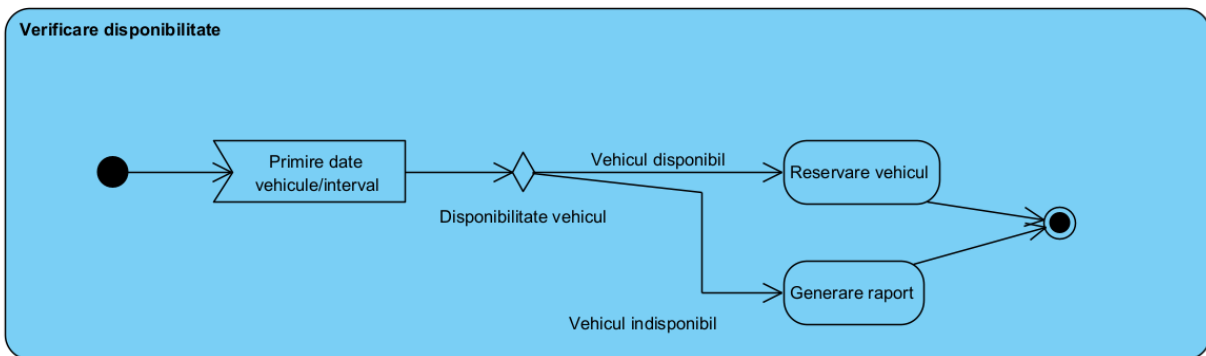 Verificare disponibilitate
Primire date
vehicule/interval
Disponibilitate vehicul
Vehicul disponibil
Reservare vehicul
Vehicul indisponibil
Generare raport